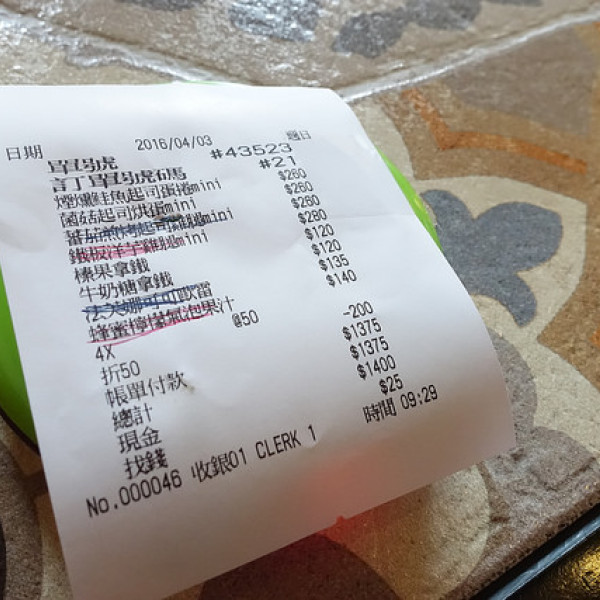 日期 2016/04/03 週日
單號 #43523
訂單號碼 #21
煙燻鮭魚起司蛋捲mini $260
菌菇起司烘蛋mini $260
蕃茄 起司雞腿mini $260
鐵板洋芋雞腿mini $280
榛果拿鐵 $120
牛奶糖拿鐵 $120
法芙娜可可歐蕾 $135
蜂蜜檸檬氣泡果汁 $140
4X @50
折50 -200
帳單付款 $1375
總計 $1375
現金 $1400
找錢 $25
No.000046 收銀01 CLERK 1 時間 09:29